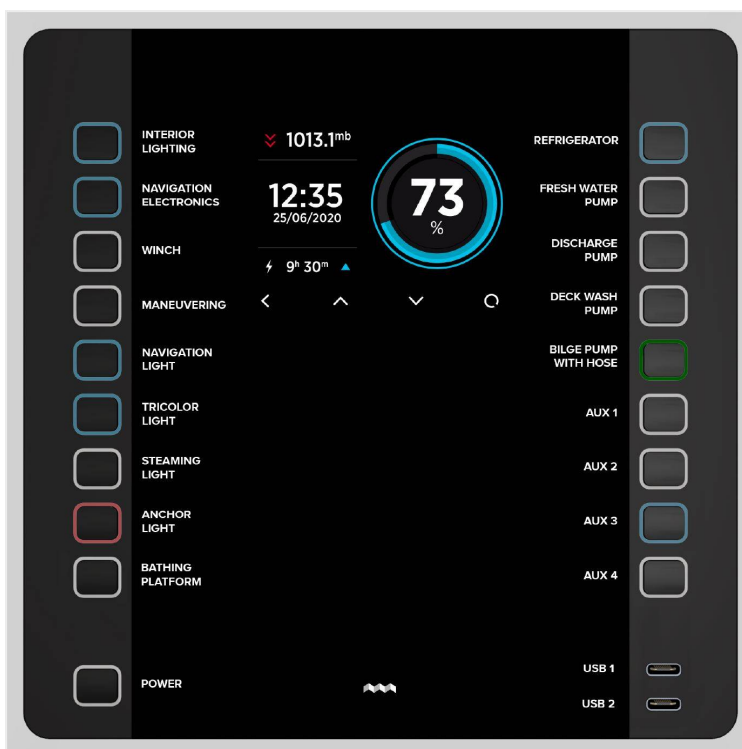 INTERIOR
LIGHTING
NAVIGATION
ELECTRONICS
WINCH
MANEUVERING
NAVIGATION
LIGHT
TRICOLOR
LIGHT
STEAMING
LIGHT
ANCHOR
LIGHT
BATHING
PLATFORM
POWER
1013.1mb
12:35
25/06/2020
9h 30m
73
%
REFRIGERATOR
FRESH WATER
PUMP
DISCHARGE
PUMP
DECK WASH
PUMP
BILGE PUMP
WITH HOSE
AUX 1
AUX 2
AUX 3
AUX 4
USB 1
USB 2